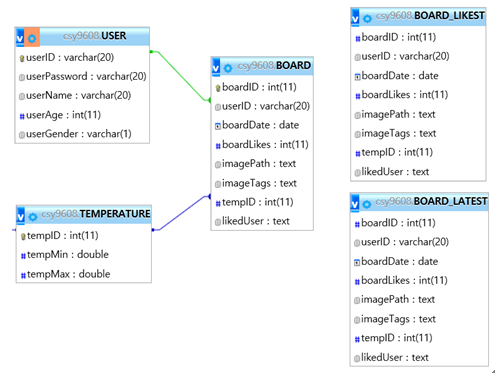 csy9608.USER
userID : varchar(20)
userPassword : varchar(20)
userName : varchar(20)
userAge : int(11)
userGender : varchar(1)
csy9608.TEMPERATURE
tempID : int(11)
tempMin : double
tempMax : double
csy9608.BOARD
boardID : int(11)
userID : varchar(20)
boardDate : date
boardLikes : int(11)
imagePath : text
imageTags : text
tempID : int(11)
likedUser : text
csy9608.BOARD_LIKEST
boardID : int(11)
userID : varchar(20)
boardDate : date
boardLikes : int(11)
imagePath : text
imageTags : text
tempID : int(11)
likedUser : text
csy9608.BOARD_LATEST
boardID : int(11)
userID : varchar(20)
boardDate : date
boardLikes : int(11)
imagePath : text
imageTags : text
tempID : int(11)
likedUser : text